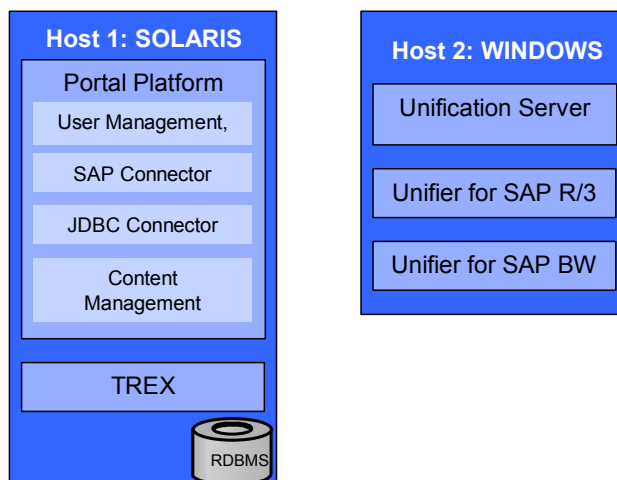 Host 1: SOLARIS
Portal Platform
User Management,
SAP Connector
JDBC Connector
Content
Management
TREX
RDBMS
Host 2: WINDOWS
Unification Server
Unifier for SAP R/3
Unifier for SAP BW